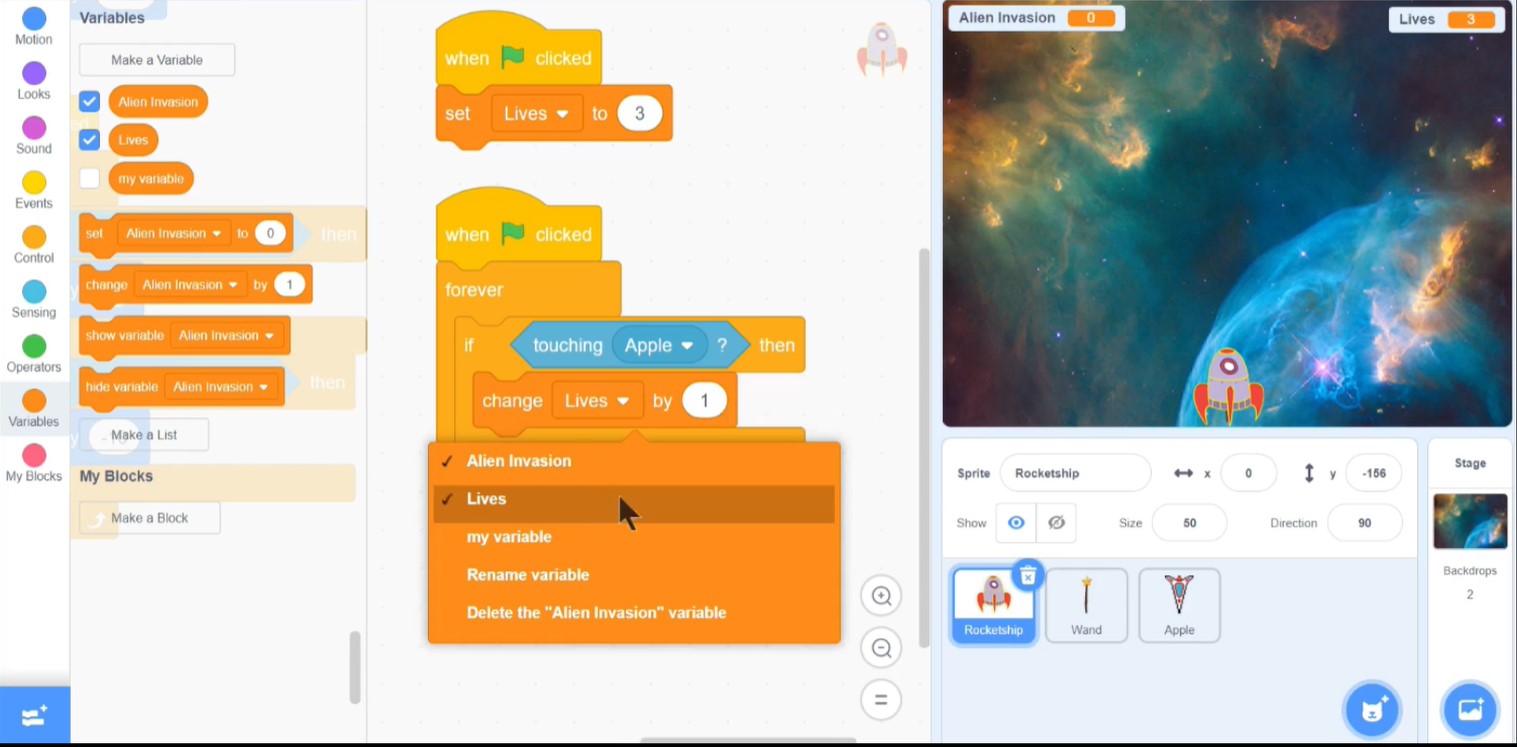 Motion
Looks
Sound
Events
Control
Sensing
Operators
Variables
My Blocks
Variables
Make a Variable
Alien Invasion
Lives
my variable
set Alien Invasion to 0
then
change Alien Invasion by 1
show variable Alien Invasion
hide variable Alien Invasion
then
Make a List
My Blocks
Make a Block
when clicked
set Lives to 3
when clicked
forever
if touching Apple ? then
change Lives by 1
✓ Alien Invasion
✓ Lives
my variable
Rename variable
Delete the "Alien Invasion" variable
Alien Invasion 0
Lives 3
Sprite Rocketship x 0 y -156
Show Size 50 Direction 90
Rocketship
Wand
Apple
Stage
Backdrops
2